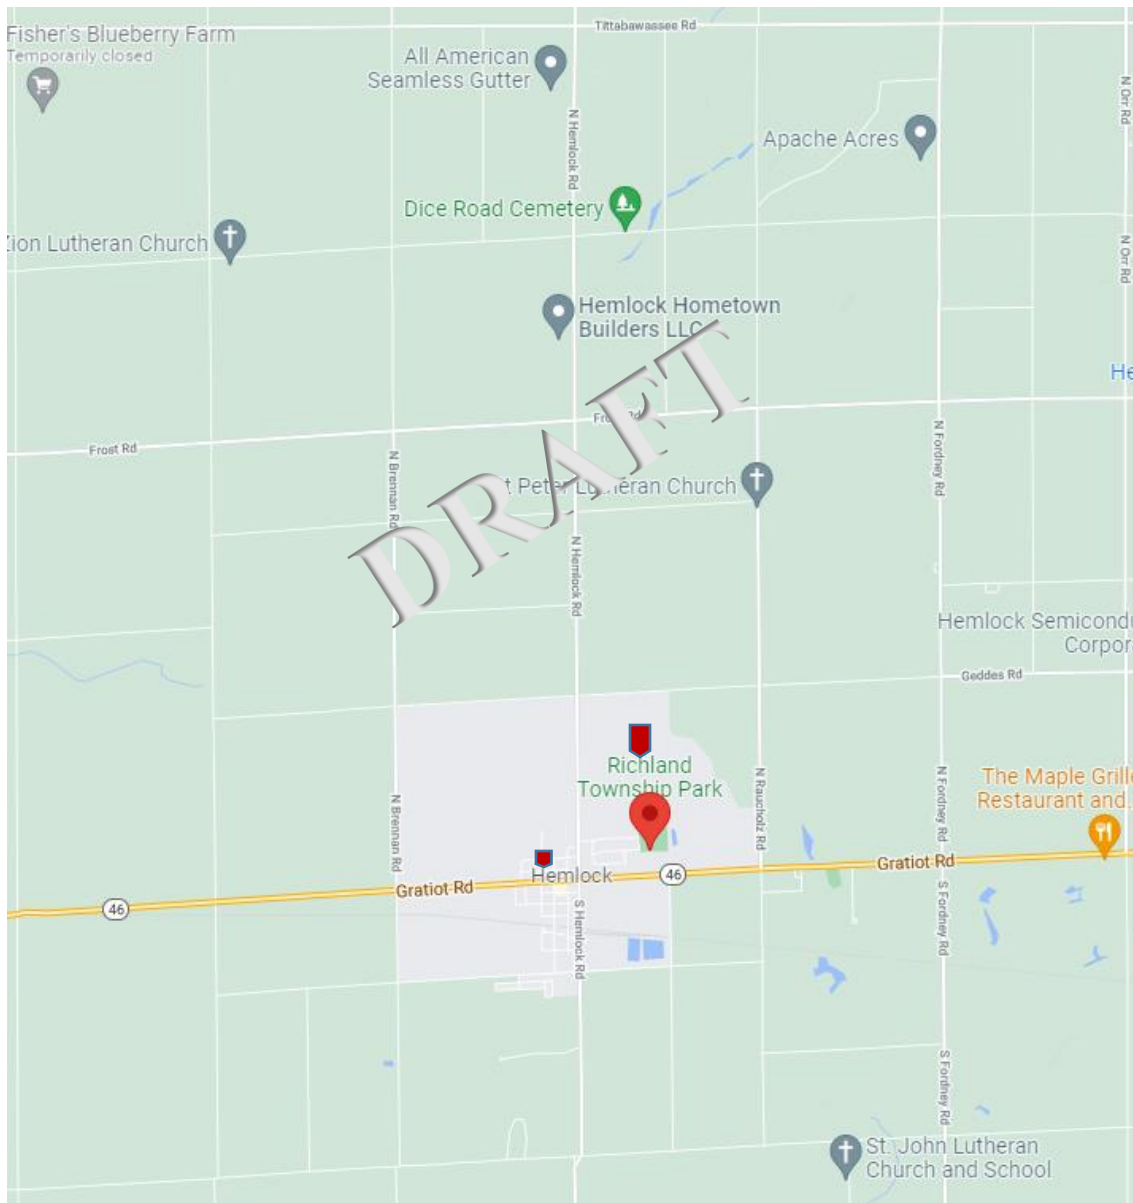 Tittabawassee Rd
Fisher's Blueberry Farm
Temporarily closed
All American
Seamless Gutter
N Orr Rd
N Hemlock Rd
Apache Acres
Dice Road Cemetery
Zion Lutheran Church
N Orr Rd
Hemlock Hometown
Builders LLC
He
DRAFT
Frost Rd
Frost Rd
N Fordney Rd
N Brennan Rd
t Peter Lutheran Church
N Hemlock Rd
Hemlock Semicondu
Corpor
Geddes Rd
Richland
Township Park
N Rauchholz Rd
N Fordney Rd
The Maple Grille
Restaurant and
N Brennan Rd
Gratiot Rd
Hemlock
46
Gratiot Rd
46
S Hemlock Rd
S Fordney Rd
S Fordney Rd
St. John Lutheran
Church and School